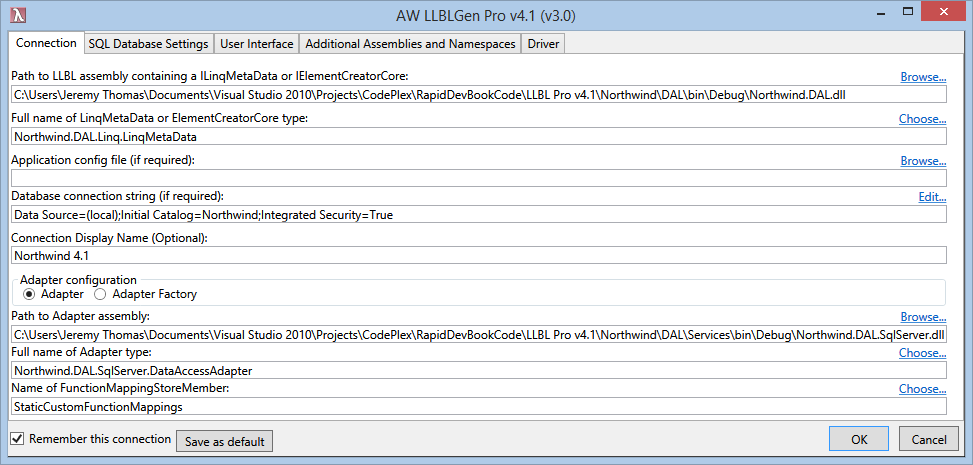 AW LLBLGen Pro v4.1 (v3.0)
Connection SQL Database Settings User Interface Additional Assemblies and Namespaces Driver
Path to LLBL assembly containing a ILinqMetaData or IElementCreatorCore: Browse...
C:\Users\Jeremy Thomas\Documents\Visual Studio 2010\Projects\CodePlex\RapidDevBookCode\LLBL Pro v4.1\Northwind\DAL\bin\Debug\Northwind.DAL.dll
Full name of LinqMetaData or ElementCreatorCore type: Choose...
Northwind.DAL.Linq.LinqMetaData
Application config file (if required): Browse...
Database connection string (if required): Edit...
Data Source=(local);Initial Catalog=Northwind;Integrated Security=True
Connection Display Name (Optional):
Northwind 4.1
Adapter configuration
Adapter Adapter Factory
Path to Adapter assembly: Browse...
C:\Users\Jeremy Thomas\Documents\Visual Studio 2010\Projects\CodePlex\RapidDevBookCode\LLBL Pro v4.1\Northwind\DAL\Services\bin\Debug\Northwind.DAL.SqlServer.dll
Full name of Adapter type: Choose...
Northwind.DAL.SqlServer.DataAccessAdapter
Name of FunctionMappingStoreMember: Choose...
StaticCustomFunctionMappings
Remember this connection Save as default OK Cancel